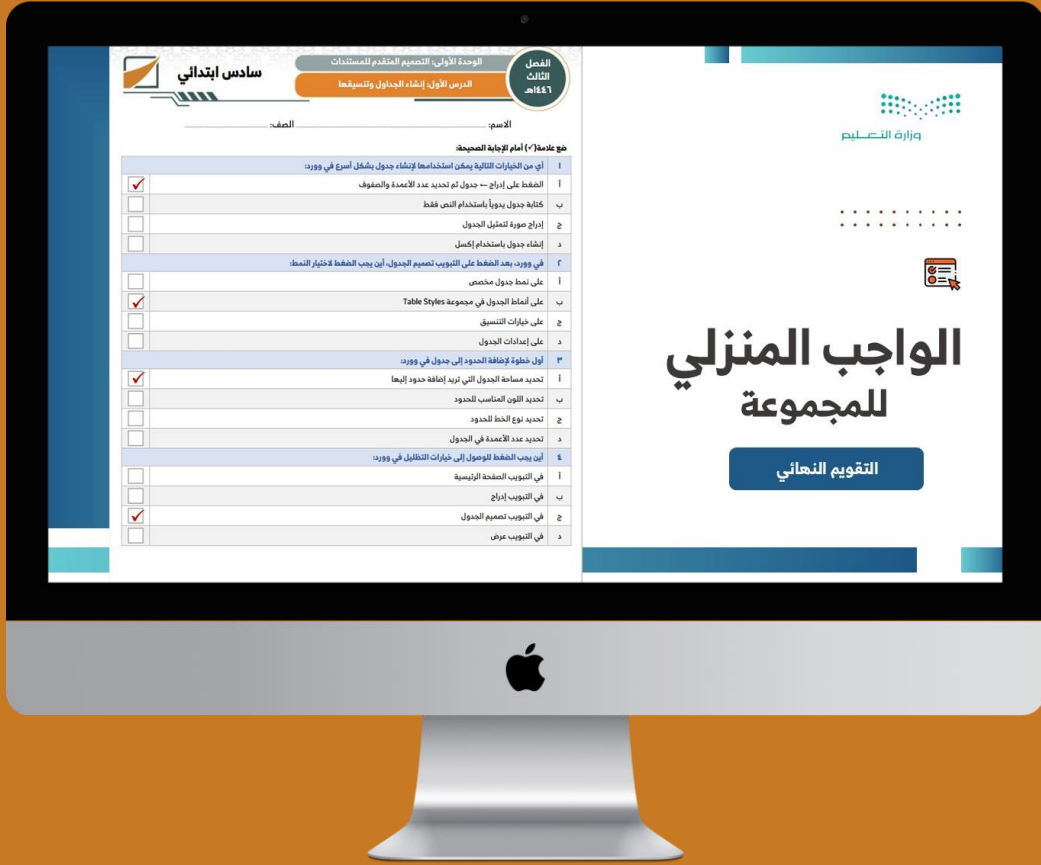 وزارة التعليم
الواجب المنزلي
للمجموعة
التقويم النهائي
الفصل
الثالث
١٤٤٦هـ
الوحدة الأولى: التصميم المتقدم للمستندات
الدرس الأول: إنشاء الجداول وتنسيقها
سادس ابتدائي
الاسم: الصف:
ضع علامة(✓) أمام الإجابة الصحيحة:
١ أي من الخيارات التالية يمكن استخدامها لإنشاء جدول بشكل أسرع في وورد:
أ الضغط على إدراج ← جدول ثم تحديد عدد الأعمدة والصفوف ✓
ب كتابة جدول يدوياً باستخدام النص فقط
ج إدراج صورة لتمثيل الجدول
د إنشاء جدول باستخدام إكسل
٢ في وورد، بعد الضغط على التبويب تصميم الجدول، أين يجب الضغط لاختيار النمط:
أ على نمط جدول مخصص
ب على أنماط الجدول في مجموعة Table Styles ✓
ج على خيارات التنسيق
د على إعدادات الجدول
٣ أول خطوة لإضافة الحدود إلى جدول في وورد:
أ تحديد مساحة الجدول التي تريد إضافة حدود إليها ✓
ب تحديد اللون المناسب للحدود
ج تحديد نوع الخط للحدود
د تحديد عدد الأعمدة في الجدول
٤ أين يجب الضغط للوصول إلى خيارات التظليل في وورد:
أ في التبويب الصفحة الرئيسية
ب في التبويب إدراج
ج في التبويب تصميم الجدول ✓
د في التبويب عرض